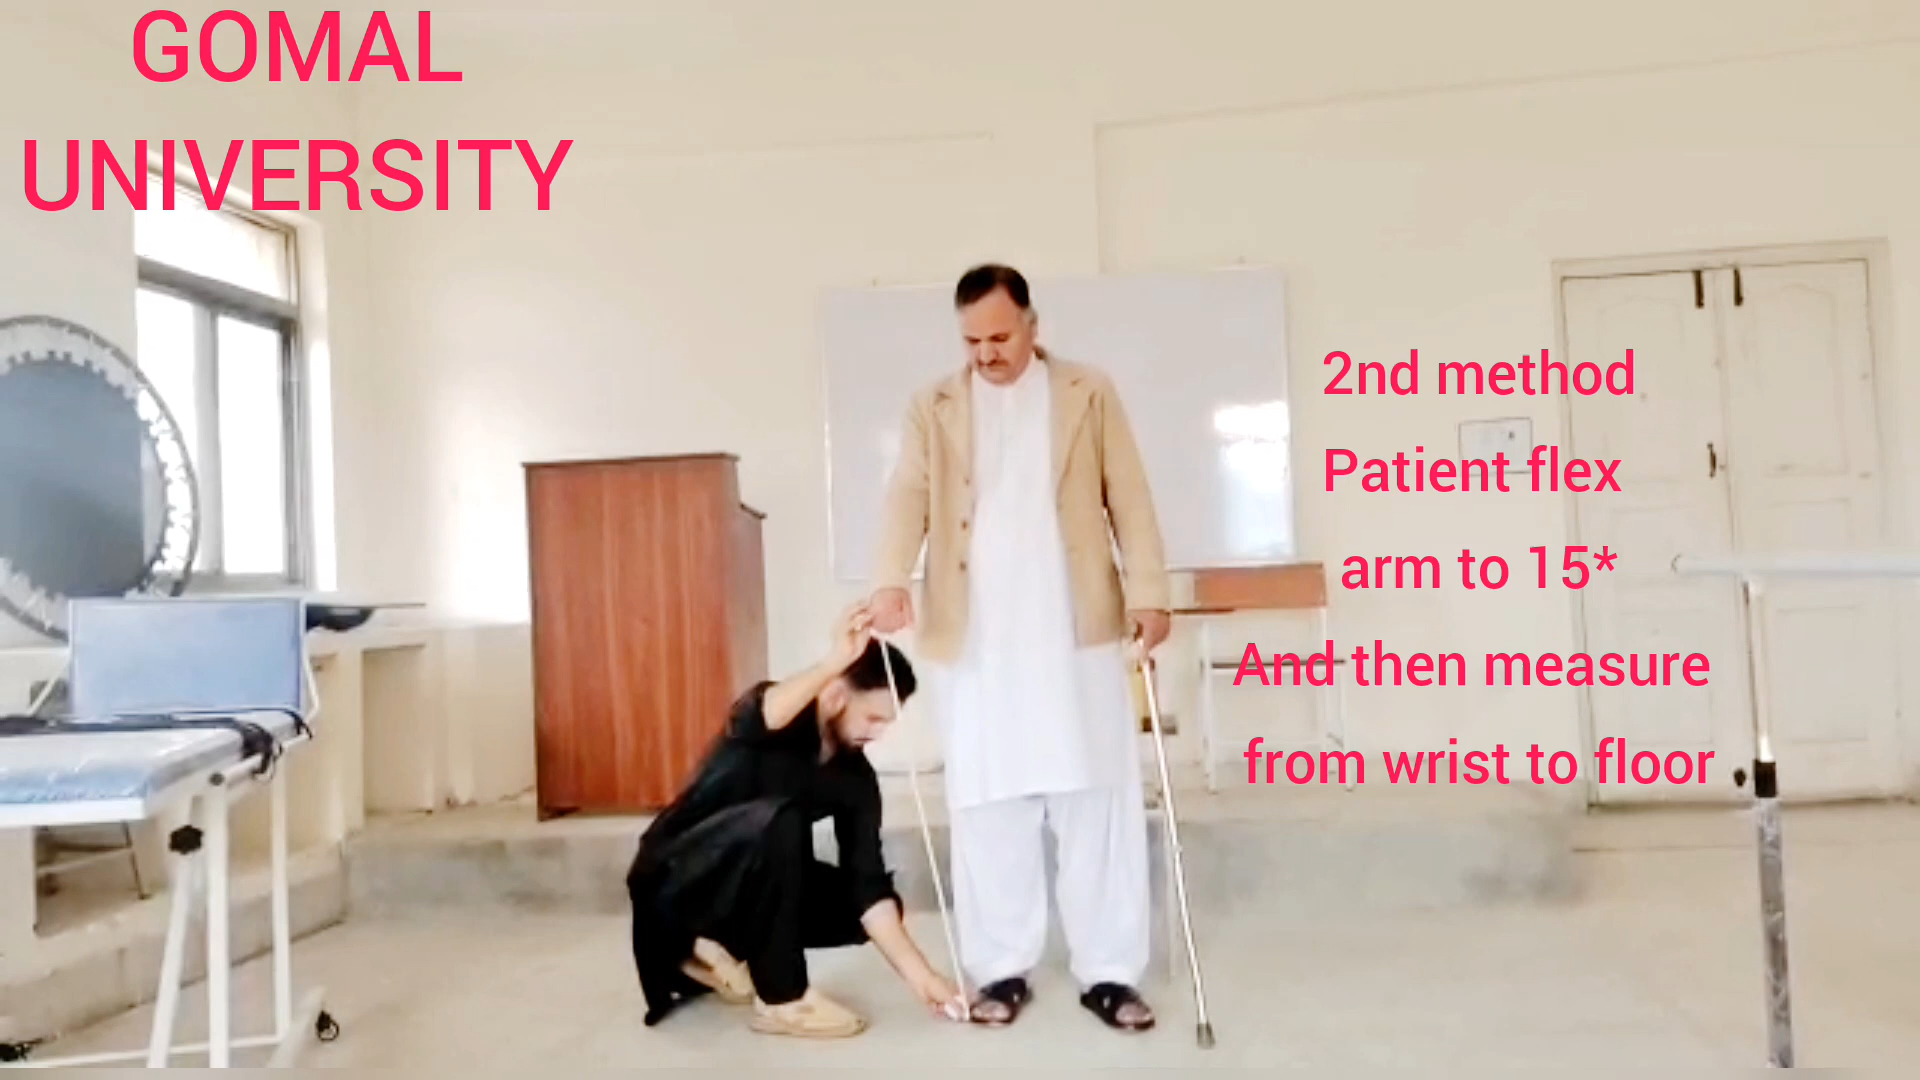 GOMAL
UNIVERSITY
2nd method
Patient flex
arm to 15*
And then measure
from wrist to floor